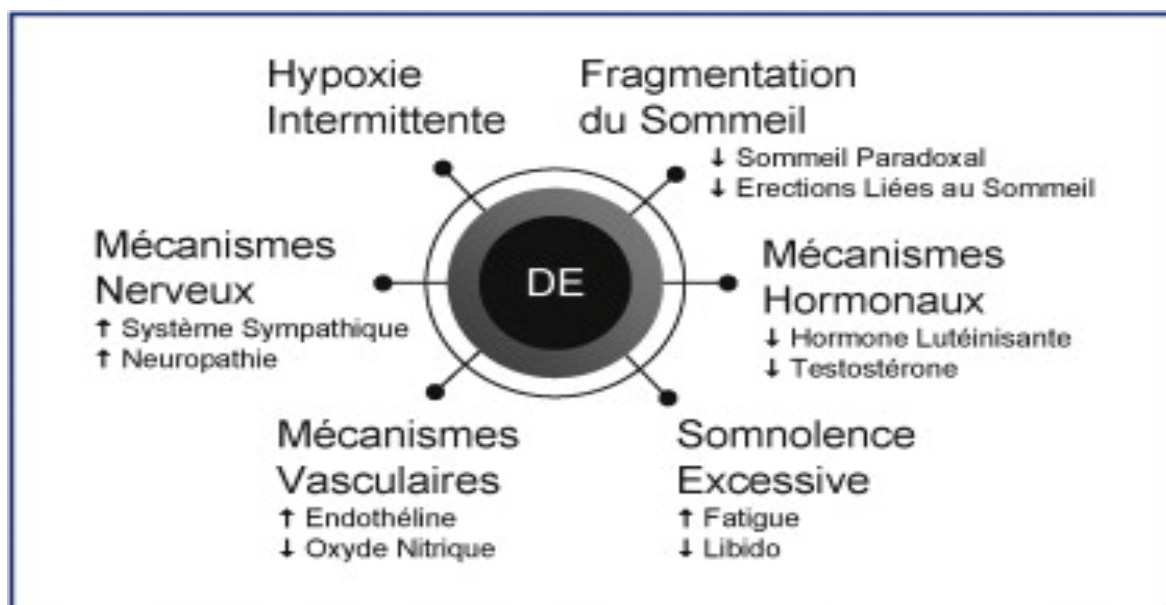 Hypoxie
Intermittente
Fragmentation
du Sommeil
↓ Sommeil Paradoxal
↓ Erections Liées au Sommeil
Mécanismes
Nerveux
↑ Système Sympathique
↑ Neuropathie
DE
Mécanismes
Hormonaux
↓ Hormone Lutéinisante
↓ Testostérone
Mécanismes
Vasculaires
↑ Endothéline
↓ Oxyde Nitrique
Somnolence
Excessive
↑ Fatigue
↓ Libido